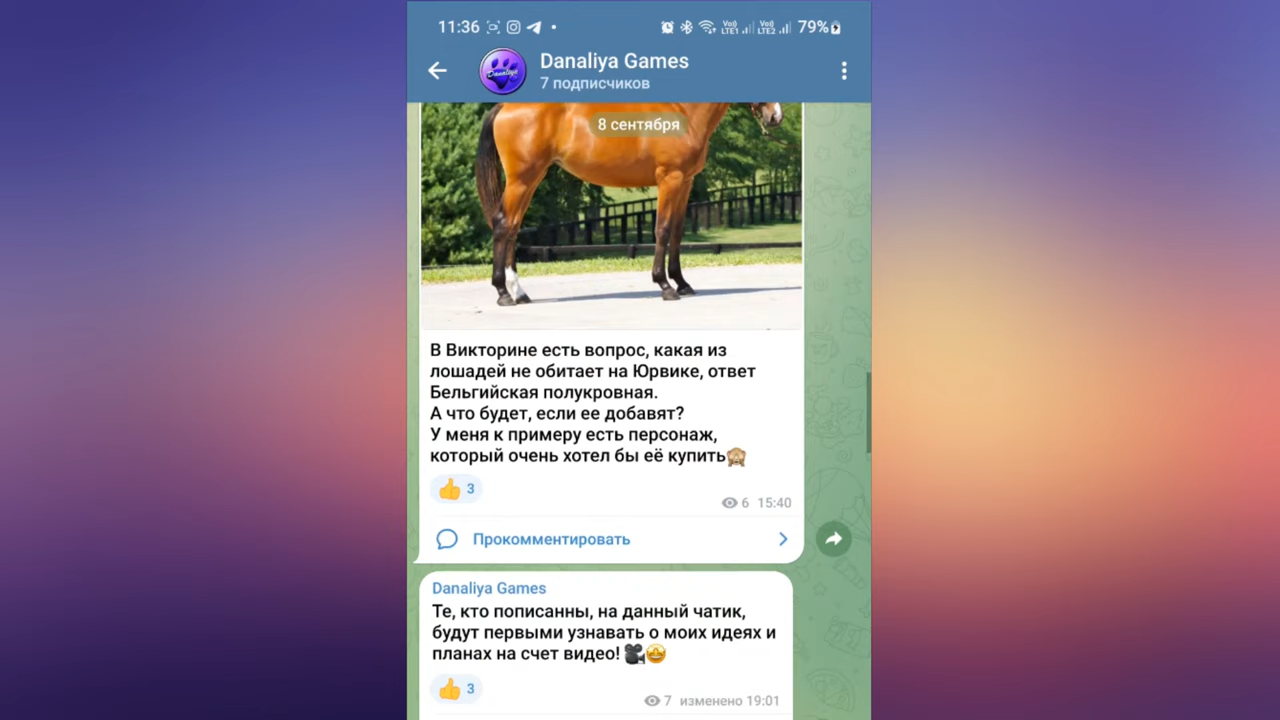 11:36
Vo)) LTE1 Vo)) LTE2 79%
Danaliya Games
7 подписчиков
Danaliya
8 сентября
В Викторине есть вопрос, какая из
лошадей не обитает на Юрвике, ответ
Бельгийская полукровная.
А что будет, если ее добавят?
У меня к примеру есть персонаж,
который очень хотел бы её купить🙈
👍 3
6 15:40
Прокомментировать
Danaliya Games
Те, кто пописанны, на данный чатик,
будут первыми узнавать о моих идеях и
планах на счет видео! 🎥🤩
👍 3
7 изменено 19:01